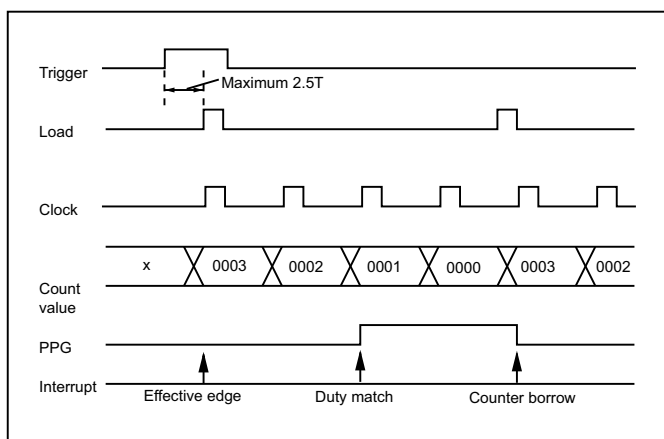 Trigger
Maximum 2.5T
Load
Clock
x 0003 0002 0001 0000 0003 0002
Count
value
PPG
Interrupt
Effective edge Duty match Counter borrow